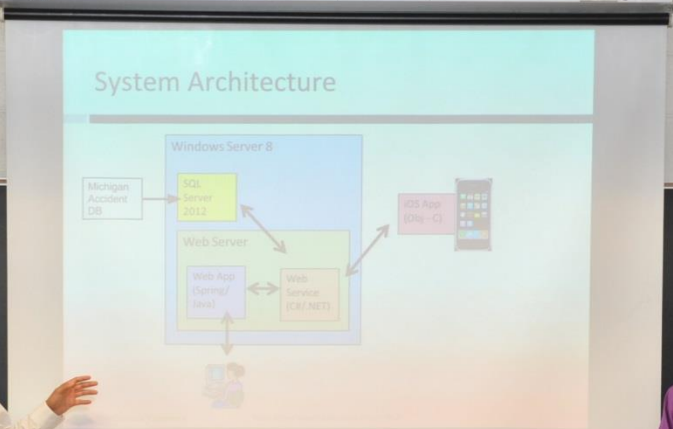 System Architecture
Windows Server 8
Michigan
Accident
DB
SQL
Server
2012
iOS App
(Obj - C)
Web Server
Web App
(Spring/
Java)
Web
Service
(C#/.NET)